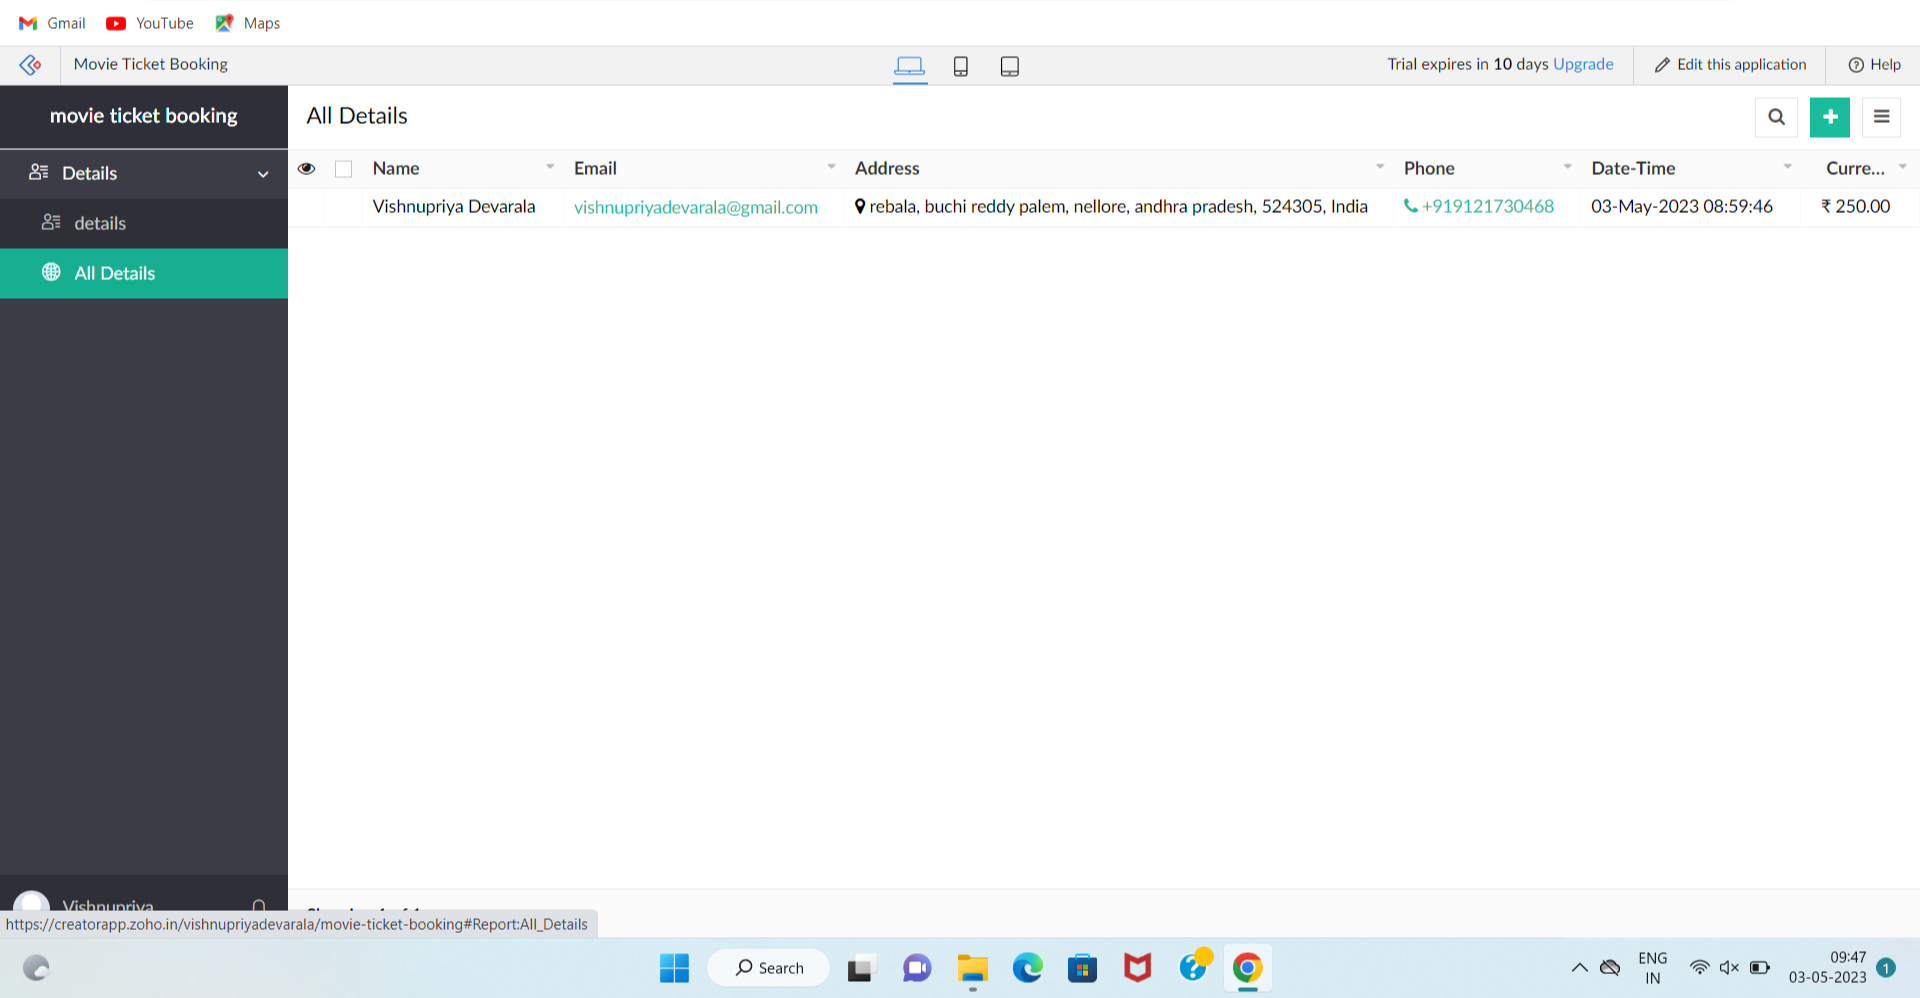 Gmail YouTube Maps
Movie Ticket Booking Trial expires in 10 days Upgrade Edit this application Help
movie ticket booking All Details
Details Name Email Address Phone Date-Time Curre...
Vishnupriya Devarala vishnupriyadevarala@gmail.com rebala, buchi reddy palem, nellore, andhra pradesh, 524305, India +919121730468 03-May-2023 08:59:46 ₹ 250.00
details
All Details
Vishnupriya
https://creatorapp.zoho.in/vishnupriyadevarala/movie-ticket-booking#Report:All_Details
Search ENG 09:47
IN 03-05-2023 1